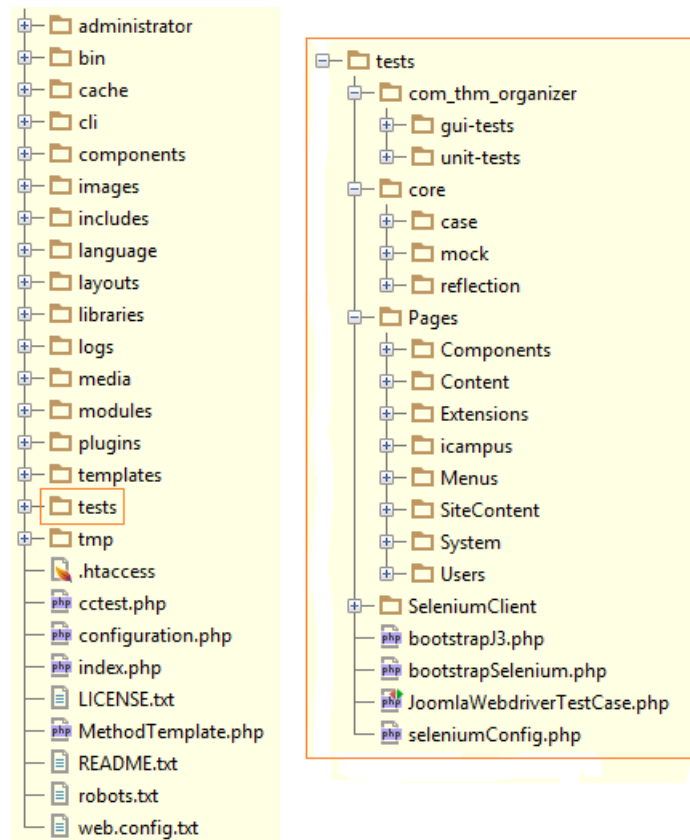 administrator
bin
cache
cli
components
images
includes
language
layouts
libraries
logs
media
modules
plugins
templates
tests
tmp
.htaccess
cctest.php
configuration.php
index.php
LICENSE.txt
MethodTemplate.php
README.txt
robots.txt
web.config.txt
tests
com_thm_organizer
gui-tests
unit-tests
core
case
mock
reflection
Pages
Components
Content
Extensions
icampus
Menus
SiteContent
System
Users
SeleniumClient
bootstrapJ3.php
bootstrapSelenium.php
JoomlaWebdriverTestCase.php
seleniumConfig.php